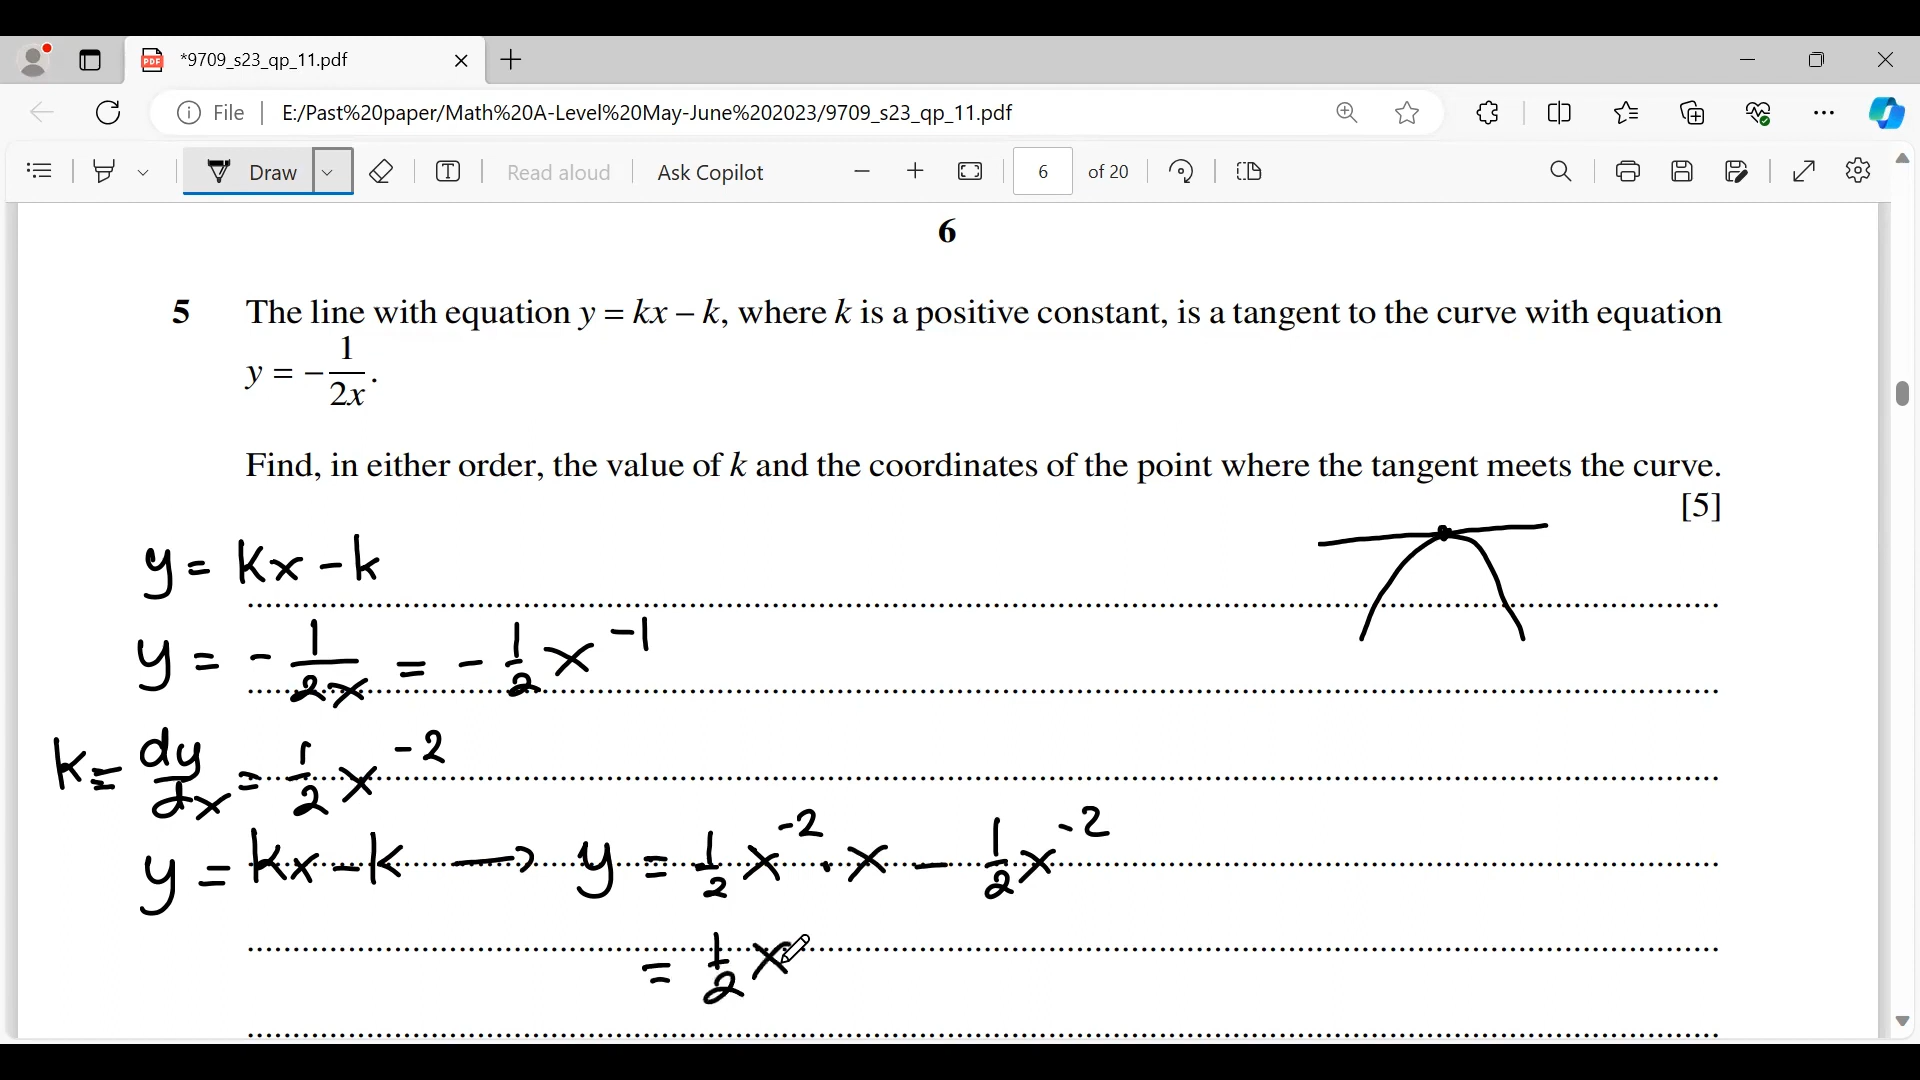 *9709_s23_qp_11.pdf
File E:/Past%20paper/Math%20A-Level%20May-June%202023/9709_s23_qp_11.pdf
Draw Read aloud Ask Copilot 6 of 20
6
5 The line with equation y = kx − k, where k is a positive constant, is a tangent to the curve with equation
y = − 1/2x.
Find, in either order, the value of k and the coordinates of the point where the tangent meets the curve.
[5]
y = kx − k
y = − 1/2x = − 1/2 x⁻¹
k = dy/dx = 1/2 x⁻²
y = kx − k → y = 1/2 x⁻² · x − 1/2 x⁻²
= 1/2 x